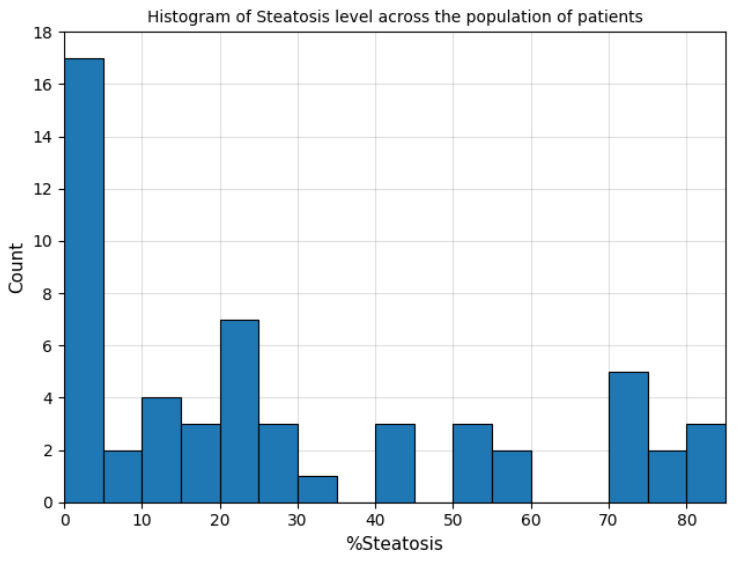 Histogram of Steatosis level across the population of patients
18
16
14
12
10
8
6
4
2
0
Count
0 10 20 30 40 50 60 70 80
%Steatosis